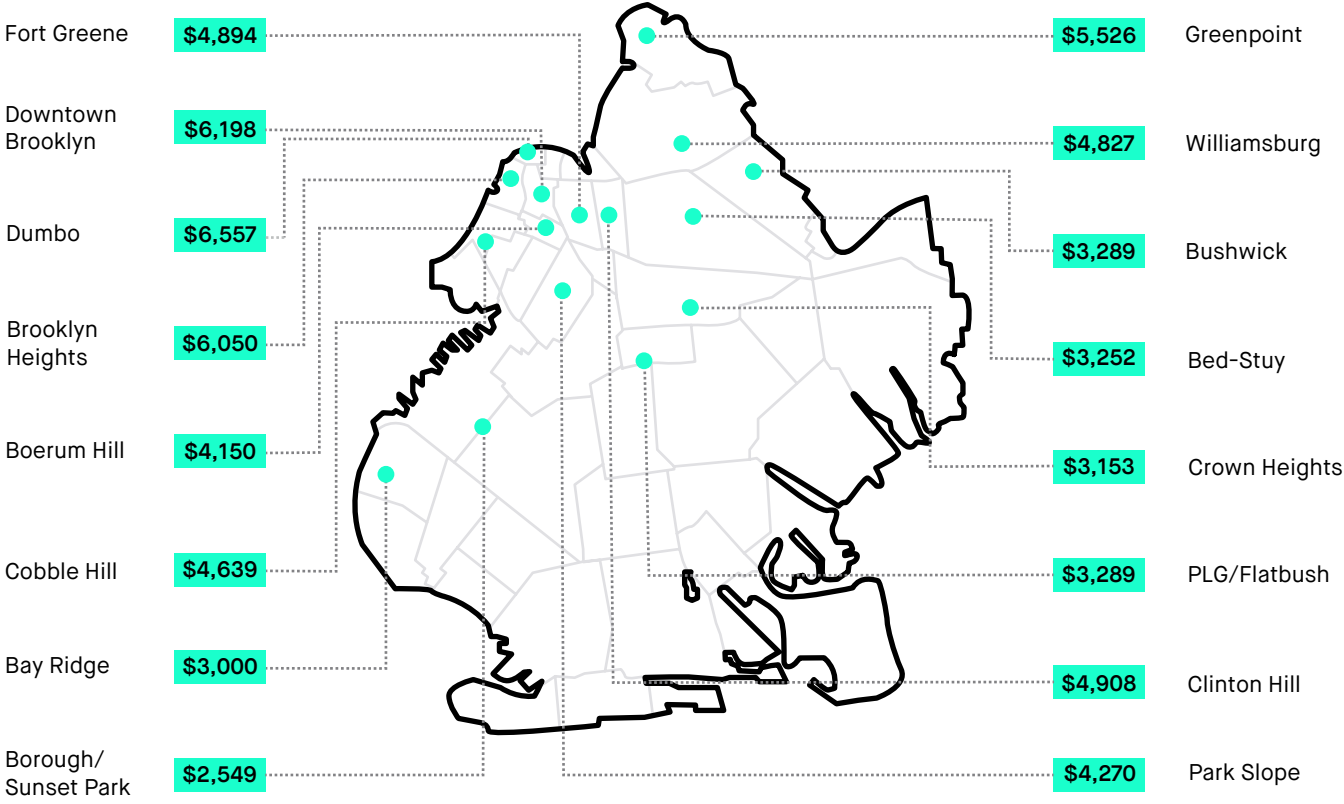 Fort Greene
$4,894
Downtown
Brooklyn
$6,198
Dumbo
$6,557
Brooklyn
Heights
$6,050
Boerum Hill
$4,150
Cobble Hill
$4,639
Bay Ridge
$3,000
Borough/
Sunset Park
$2,549
$5,526
Greenpoint
$4,827
Williamsburg
$3,289
Bushwick
$3,252
Bed-Stuy
$3,153
Crown Heights
$3,289
PLG/Flatbush
$4,908
Clinton Hill
$4,270
Park Slope